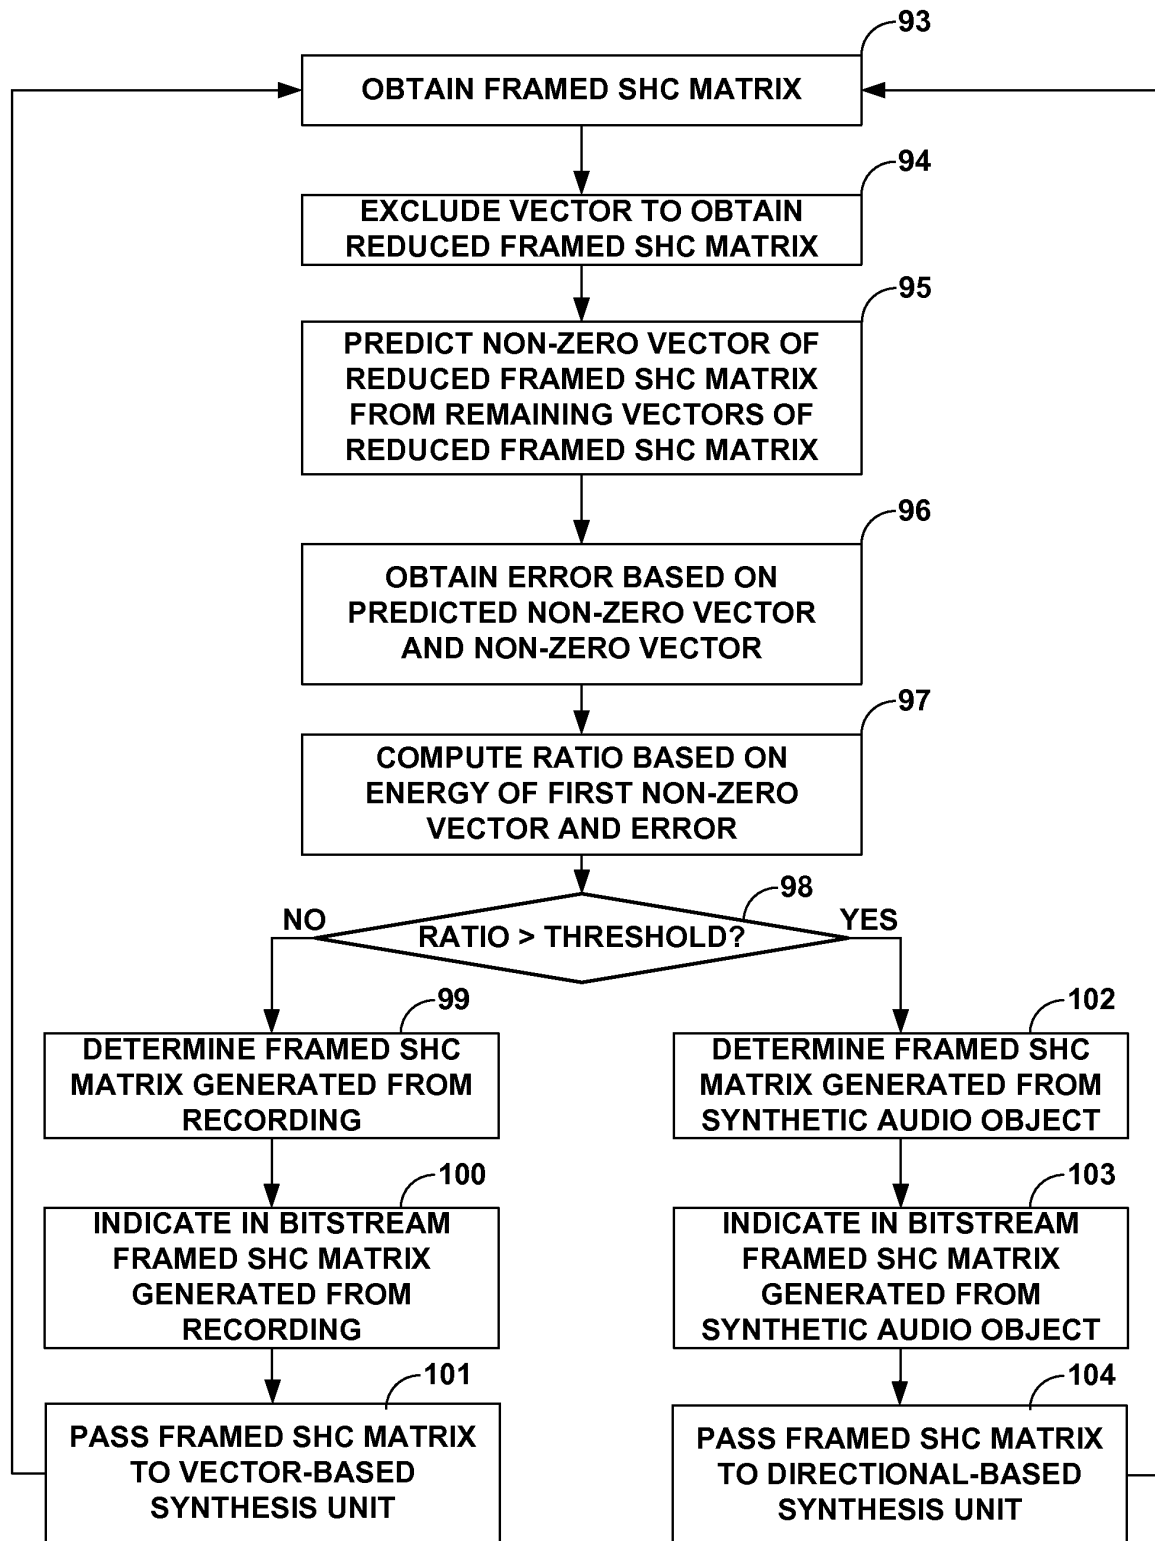 93
OBTAIN FRAMED SHC MATRIX
94
EXCLUDE VECTOR TO OBTAIN
REDUCED FRAMED SHC MATRIX
95
PREDICT NON-ZERO VECTOR OF
REDUCED FRAMED SHC MATRIX
FROM REMAINING VECTORS OF
REDUCED FRAMED SHC MATRIX
96
OBTAIN ERROR BASED ON
PREDICTED NON-ZERO VECTOR
AND NON-ZERO VECTOR
97
COMPUTE RATIO BASED ON
ENERGY OF FIRST NON-ZERO
VECTOR AND ERROR
98
NO
RATIO > THRESHOLD?
YES
99
DETERMINE FRAMED SHC
MATRIX GENERATED FROM
RECORDING
100
INDICATE IN BITSTREAM
FRAMED SHC MATRIX
GENERATED FROM
RECORDING
101
PASS FRAMED SHC MATRIX
TO VECTOR-BASED
SYNTHESIS UNIT
102
DETERMINE FRAMED SHC
MATRIX GENERATED FROM
SYNTHETIC AUDIO OBJECT
103
INDICATE IN BITSTREAM
FRAMED SHC MATRIX
GENERATED FROM
SYNTHETIC AUDIO OBJECT
104
PASS FRAMED SHC MATRIX
TO DIRECTIONAL-BASED
SYNTHESIS UNIT